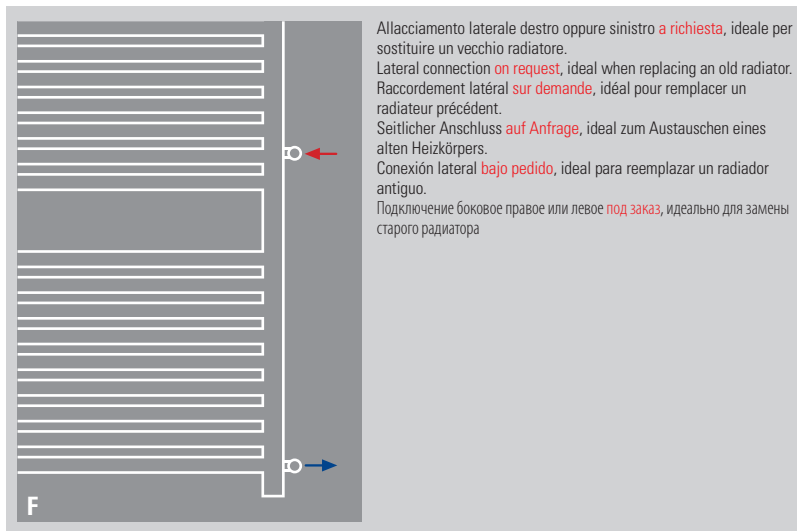 Allacciamento laterale destro oppure sinistro a richiesta, ideale per
sostituire un vecchio radiatore.
Lateral connection on request, ideal when replacing an old radiator.
Raccordement latéral sur demande, idéal pour remplacer un
radiateur précédent.
Seitlicher Anschluss auf Anfrage, ideal zum Austauschen eines
alten Heizkörpers.
Conexión lateral bajo pedido, ideal para reemplazar un radiador
antiguo.
Подключение боковое правое или левое под заказ, идеально для замены
старого радиатора
F